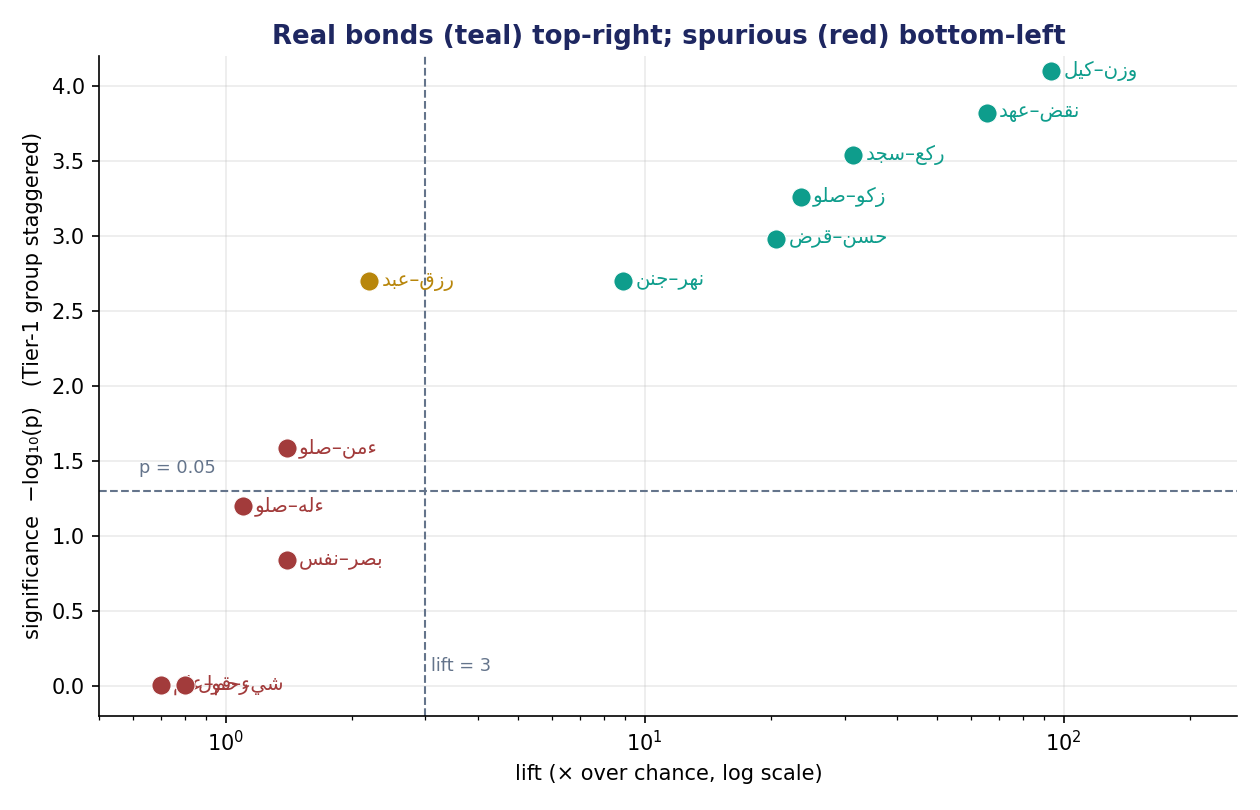 Real bonds (teal) top-right; spurious (red) bottom-left
significance −log₁₀(p) (Tier-1 group staggered)
4.0
3.5
3.0
2.5
2.0
1.5
1.0
0.5
0.0
وزن–كيل
نقض–عهد
ركع–سجد
زكو–صلو
حسن–قرض
رزق–عبد
نهر–جنن
ءمن–صلو
p = 0.05
ءله–صلو
بصر–نفس
lift = 3
10⁰
10¹
10²
lift (× over chance, log scale)